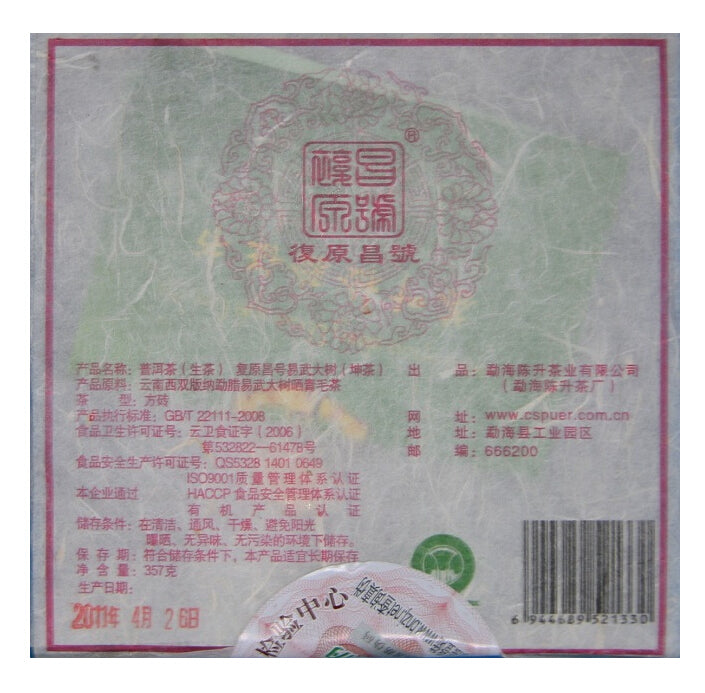 復昌
原號
®
復原昌號
产品名称：普洱茶（生茶） 复原昌号易武大树（坤茶）
产品原料：云南西双版纳勐腊易武大树晒青毛茶
茶 型：方砖
产品执行标准：GB/T 22111-2008
食品卫生许可证号：云卫食证字（2006）
第532822—61478号
食品安全生产许可证号：QS5328 1401 0649
ISO9001质量管理体系认证
本企业通过 HACCP 食品安全管理体系认证
有机产品认证
储存条件：在清洁、通风、干燥、避免阳光
曝晒、无异味、无污染的环境下储存。
保 存 期：符合储存条件下，本产品适宜长期保存
净 含 量：357克
生产日期：
2011年 4月 26日
出 品：勐海陈升茶业有限公司
（勐海陈升茶厂）
网 址：www.cspuer.com.cn
地 址：勐海县工业园区
邮 编：666200
6 944689 521330
检验中心